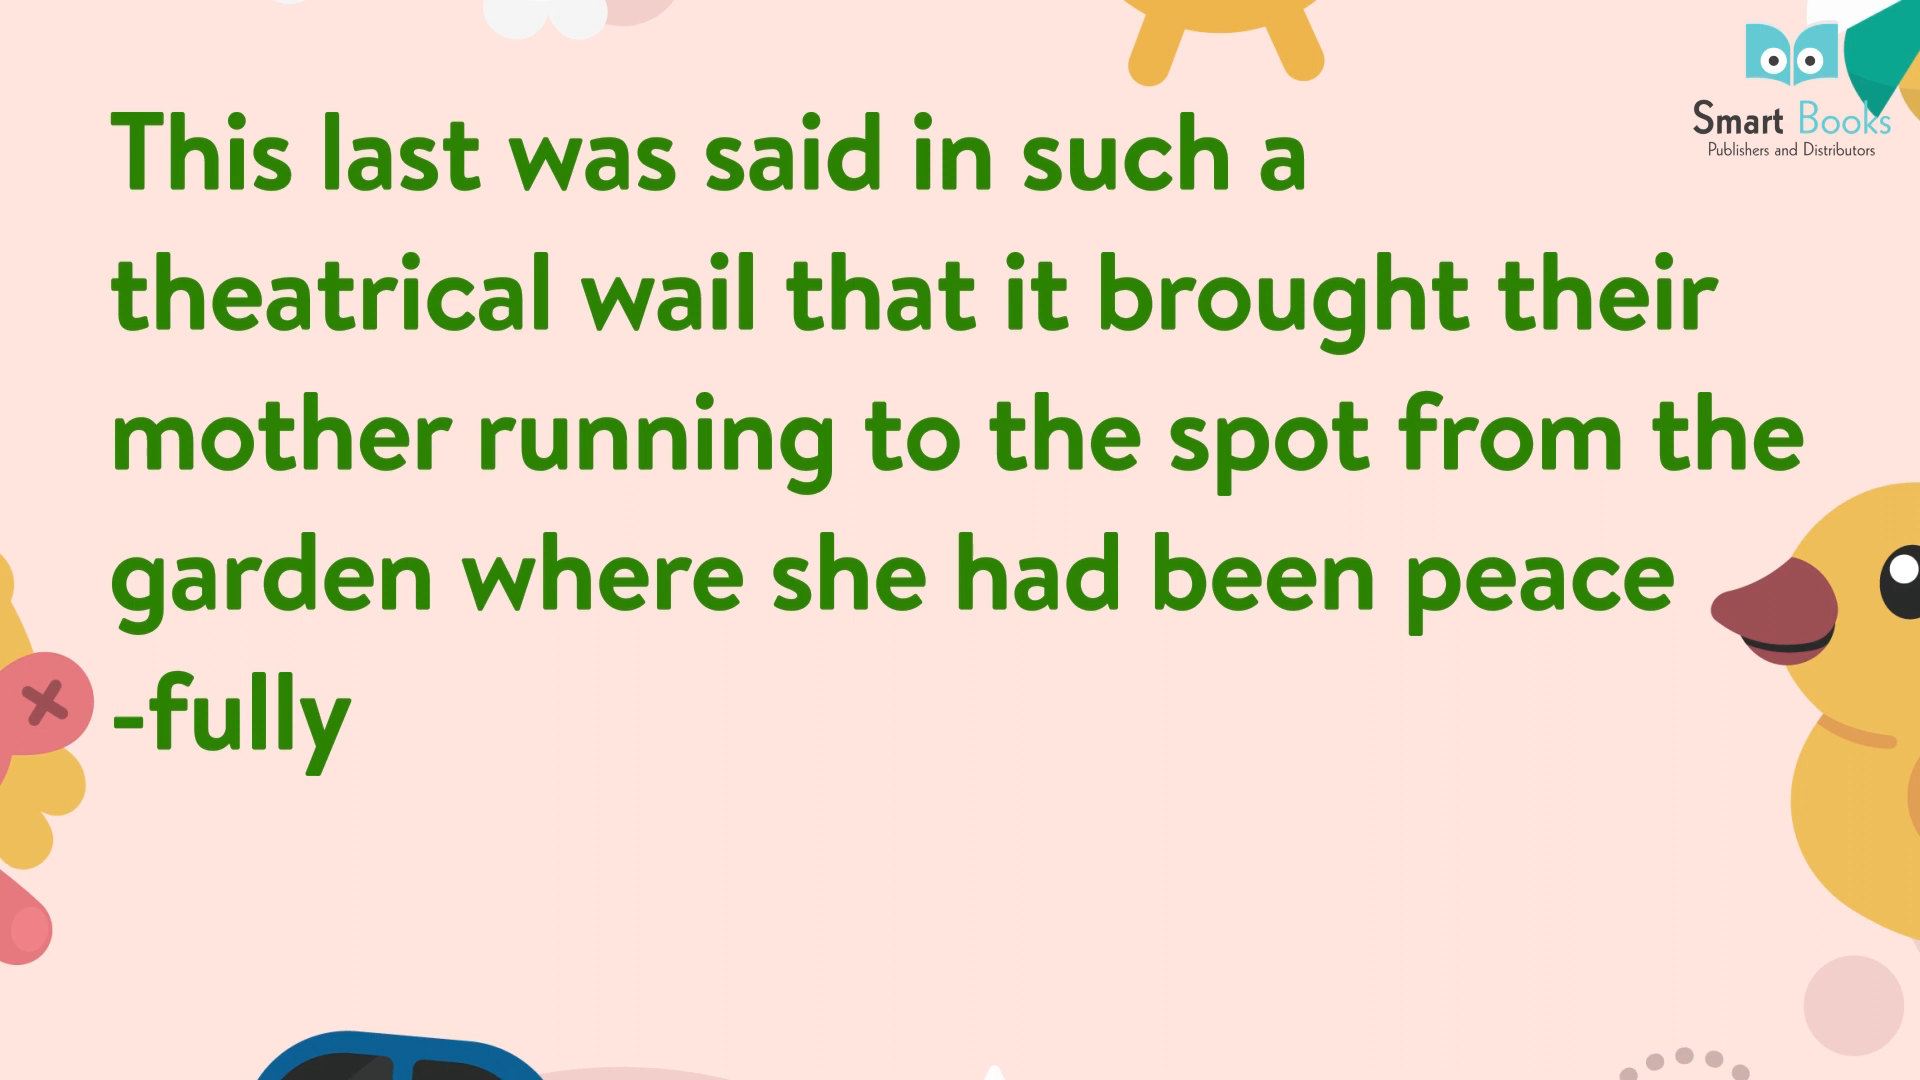 This last was said in such a
theatrical wail that it brought their
mother running to the spot from the
garden where she had been peace
-fully
Smart Books
Publishers and Distributors